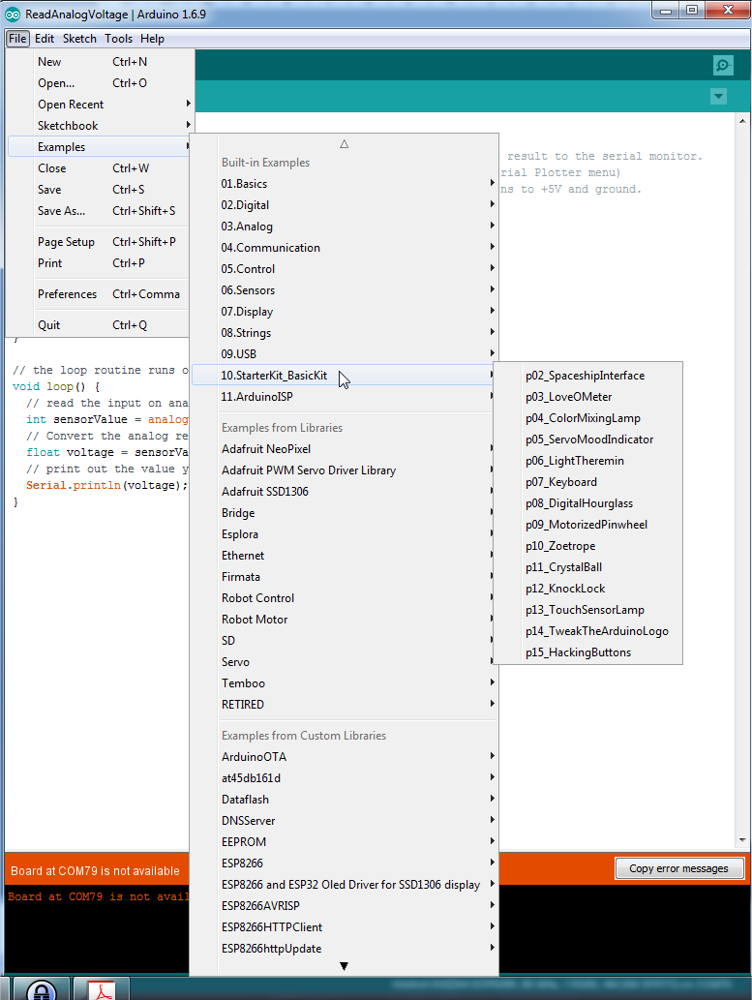 ReadAnalogVoltage | Arduino 1.6.9
File Edit Sketch Tools Help
New Ctrl+N
Open... Ctrl+O
Open Recent
Sketchbook
Examples
Close Ctrl+W
Save Ctrl+S
Save As... Ctrl+Shift+S
Page Setup Ctrl+Shift+P
Print Ctrl+P
Preferences Ctrl+Comma
Quit Ctrl+Q
Built-in Examples
01.Basics
02.Digital
03.Analog
04.Communication
05.Control
06.Sensors
07.Display
08.Strings
09.USB
10.StarterKit_BasicKit
11.ArduinoISP
Examples from Libraries
Adafruit NeoPixel
Adafruit PWM Servo Driver Library
Adafruit SSD1306
Bridge
Esplora
Ethernet
Firmata
Robot Control
Robot Motor
SD
Servo
Temboo
RETIRED
Examples from Custom Libraries
ArduinoOTA
at45db161d
Dataflash
DNSServer
EEPROM
ESP8266
ESP8266 and ESP32 Oled Driver for SSD1306 display
ESP8266AVRISP
ESP8266HTTPClient
ESP8266httpUpdate
p02_SpaceshipInterface
p03_LoveOMeter
p04_ColorMixingLamp
p05_ServoMoodIndicator
p06_LightTheremin
p07_Keyboard
p08_DigitalHourglass
p09_MotorizedPinwheel
p10_Zoetrope
p11_CrystalBall
p12_KnockLock
p13_TouchSensorLamp
p14_TweakTheArduinoLogo
p15_HackingButtons
result to the serial monitor.
rial Plotter menu)
ns to +5V and ground.
}
// the loop routine runs o
void loop() {
// read the input on ana
int sensorValue = analog
// Convert the analog re
float voltage = sensorVa
// print out the value y
Serial.println(voltage);
}
Board at COM79 is not available
Copy error messages
Board at COM79 is not avail